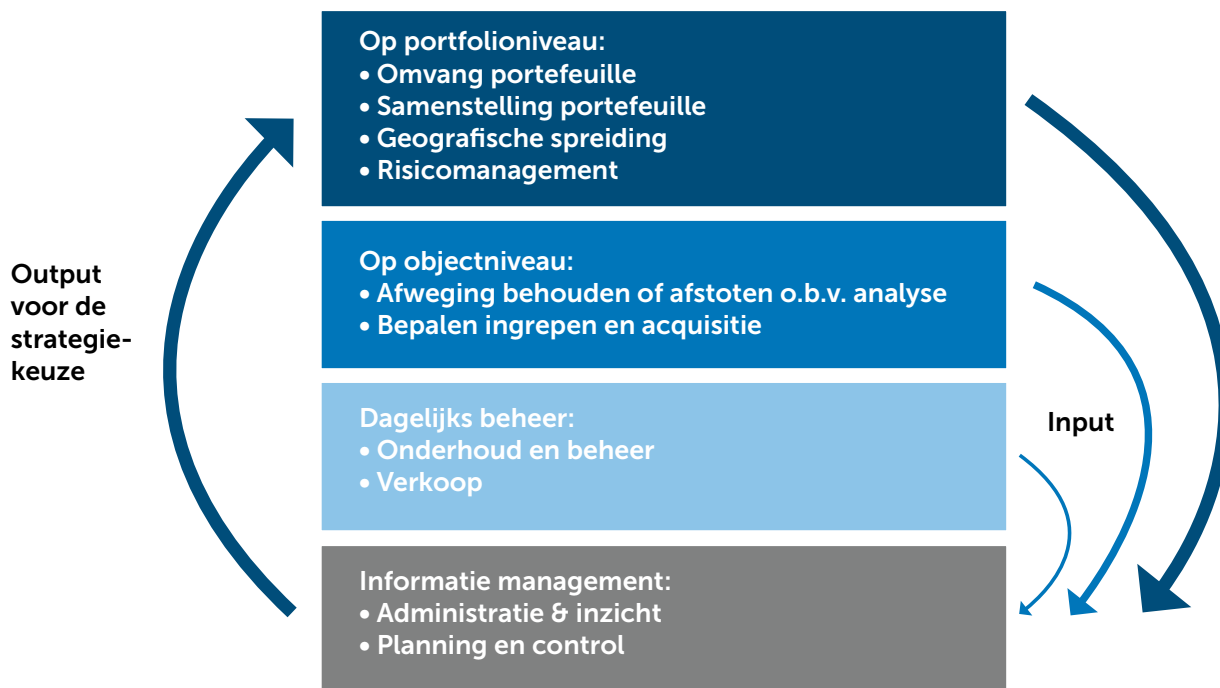 Op portfolioniveau:
• Omvang portefeuille
• Samenstelling portefeuille
• Geografische spreiding
• Risicomanagement
Op objectniveau:
• Afweging behouden of afstoten o.b.v. analyse
• Bepalen ingrepen en acquisitie
Output
voor de
strategie-
keuze
Dagelijks beheer:
• Onderhoud en beheer
• Verkoop
Input
Informatie management:
• Administratie & inzicht
• Planning en control